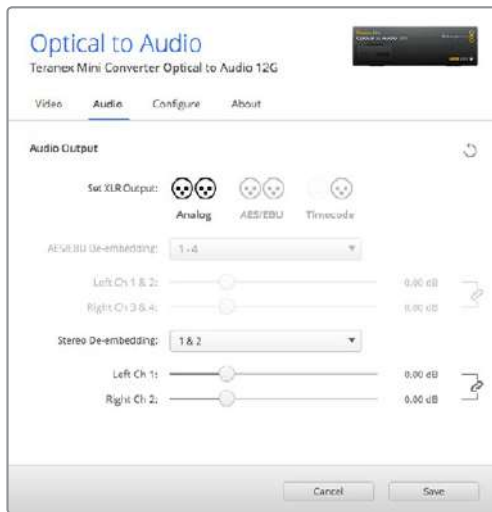 Optical to Audio
Teranex Mini Converter Optical to Audio 12G
Video Audio Configure About
Audio Output
Set XLR Output:
Analog AES/EBU Timecode
AES/EBU De-embedding: 1 - 4
Left Ch 1 & 2: 0.00 dB
Right Ch 3 & 4: 0.00 dB
Stereo De-embedding: 1 & 2
Left Ch 1: 0.00 dB
Right Ch 2: 0.00 dB
Cancel Save